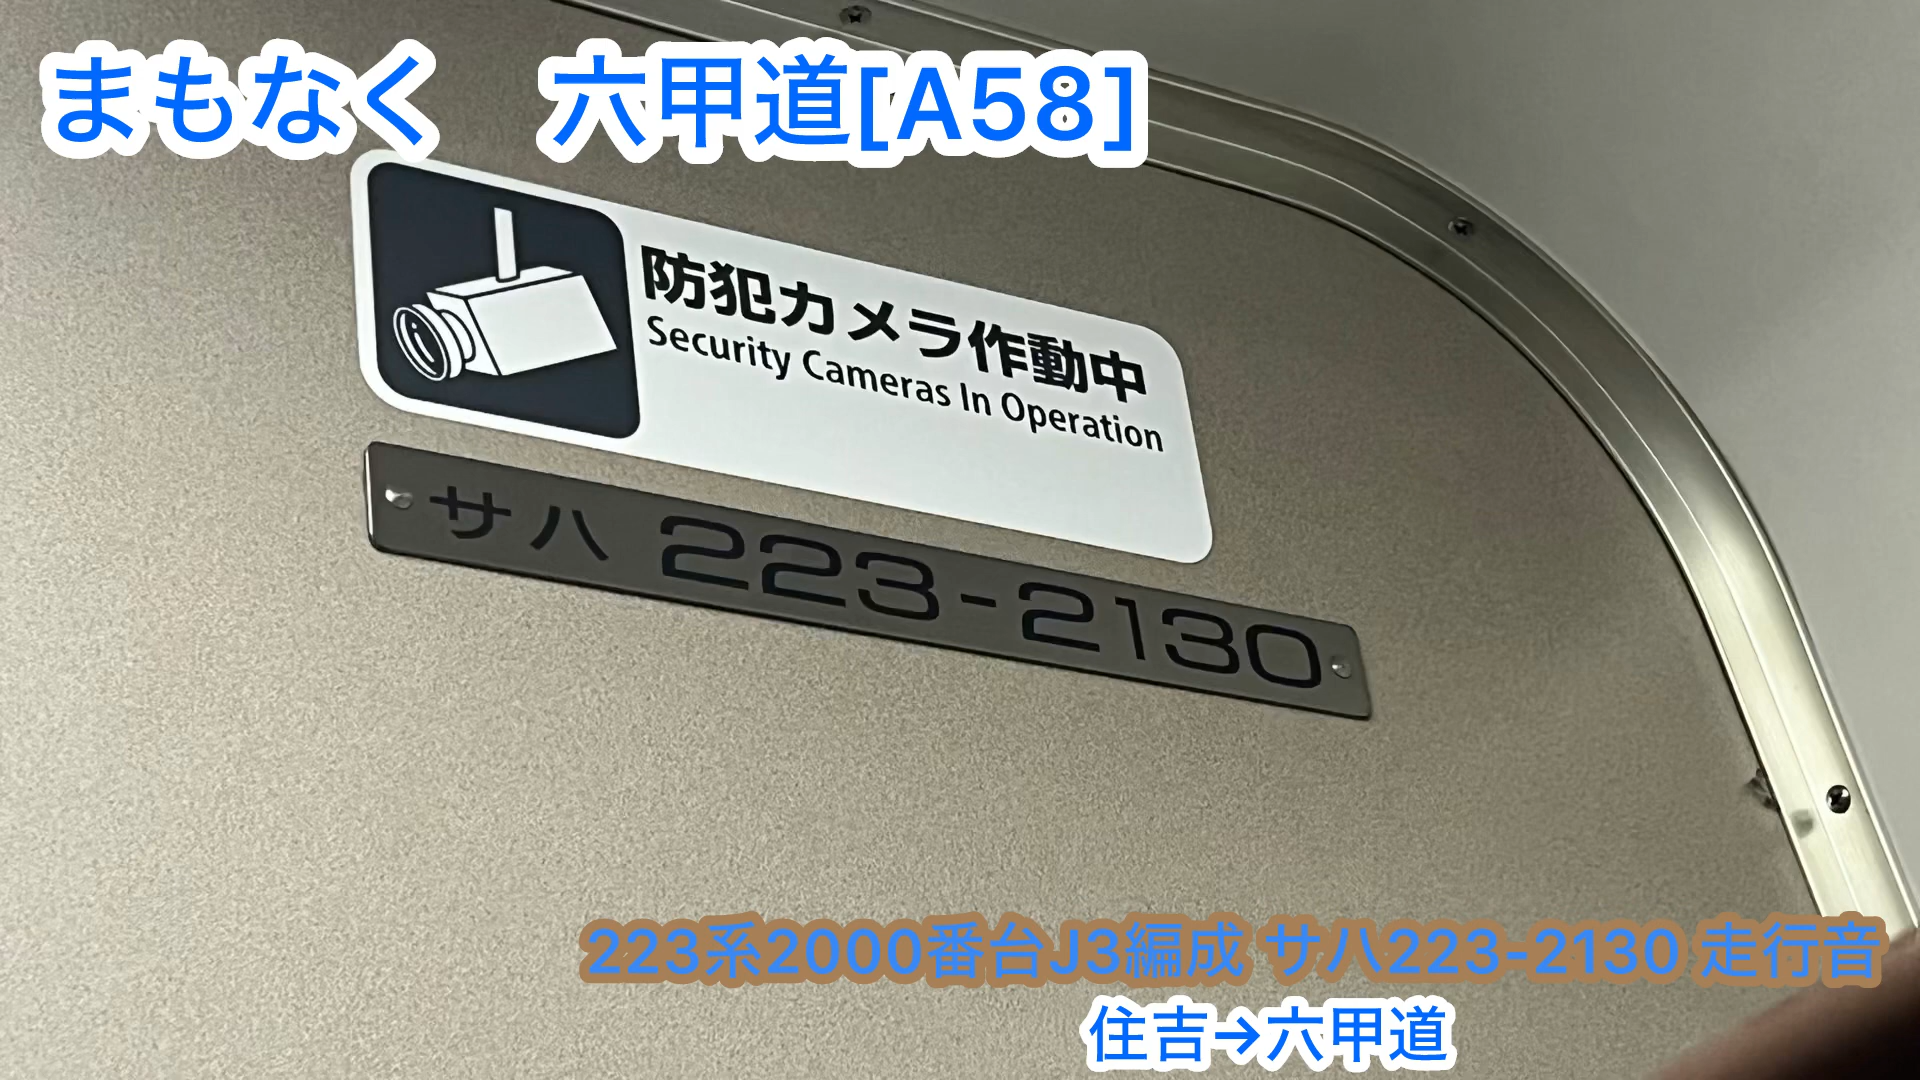 まもなく　六甲道[A58]
防犯カメラ作動中
Security Cameras In Operation
サハ 223-2130
223系2000番台J3編成 サハ223-2130 走行音
住吉→六甲道